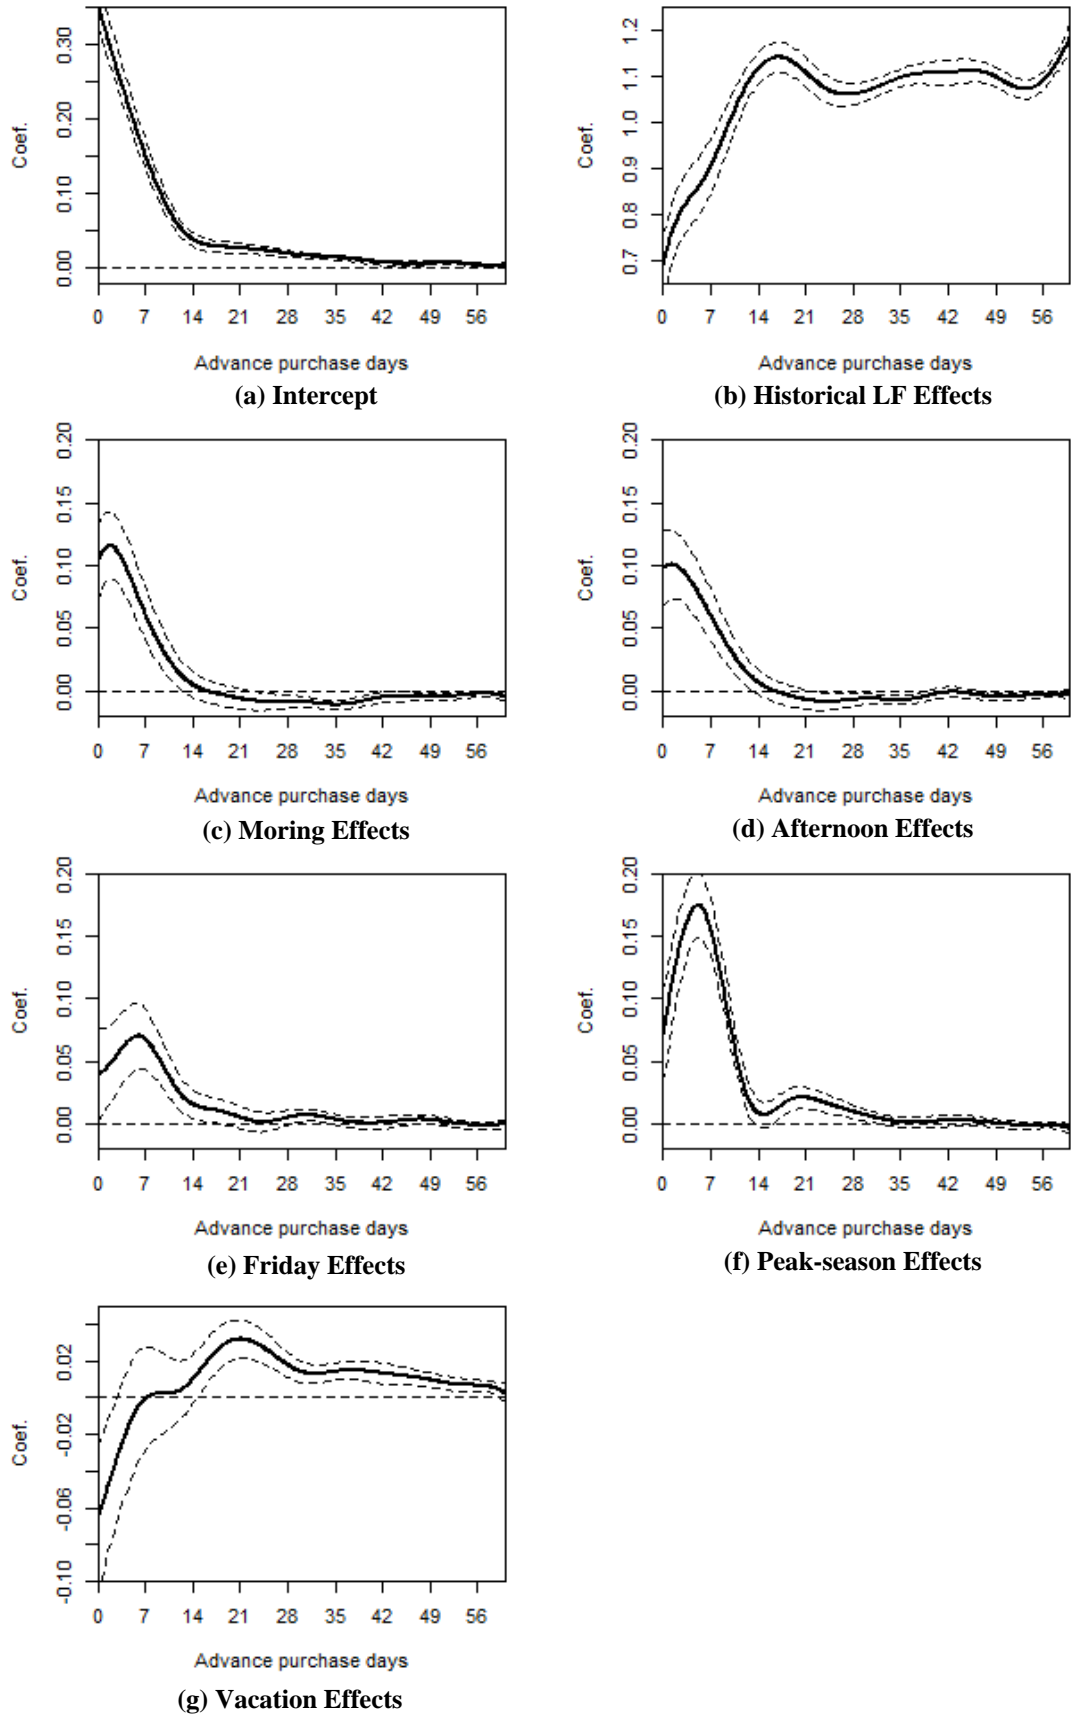 0.30
0.20
0.10
0.00
Coef.
0 7 14 21 28 35 42 49 56
Advance purchase days
(a) Intercept
1.2
1.1
1.0
0.9
0.8
0.7
Coef.
0 7 14 21 28 35 42 49 56
Advance purchase days
(b) Historical LF Effects
0.20
0.15
0.10
0.05
0.00
Coef.
0 7 14 21 28 35 42 49 56
Advance purchase days
(c) Moring Effects
0.20
0.15
0.10
0.05
0.00
Coef.
0 7 14 21 28 35 42 49 56
Advance purchase days
(d) Afternoon Effects
0.20
0.15
0.10
0.05
0.00
Coef.
0 7 14 21 28 35 42 49 56
Advance purchase days
(e) Friday Effects
0.20
0.15
0.10
0.05
0.00
Coef.
0 7 14 21 28 35 42 49 56
Advance purchase days
(f) Peak-season Effects
0.02
-0.02
-0.06
-0.10
Coef.
0 7 14 21 28 35 42 49 56
Advance purchase days
(g) Vacation Effects